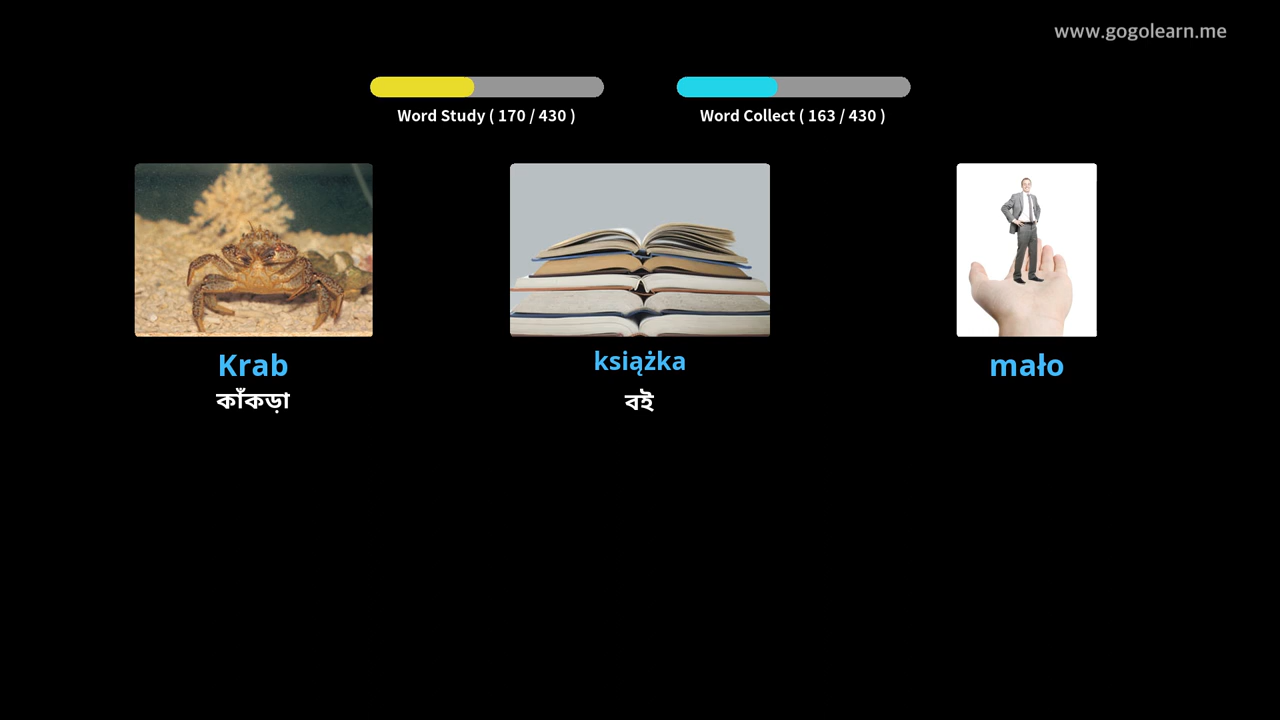 www.gogolearn.me
Word Study ( 170 / 430 )
Word Collect ( 163 / 430 )
Krab
książka
mało
কাঁকড়া
বই